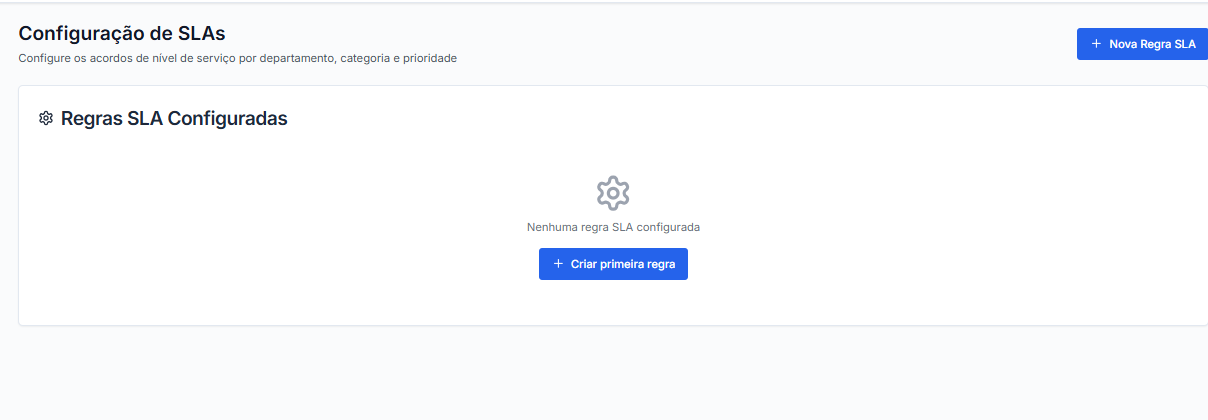 Configuração de SLAs
Configure os acordos de nível de serviço por departamento, categoria e prioridade
+ Nova Regra SLA
Regras SLA Configuradas
Nenhuma regra SLA configurada
+ Criar primeira regra